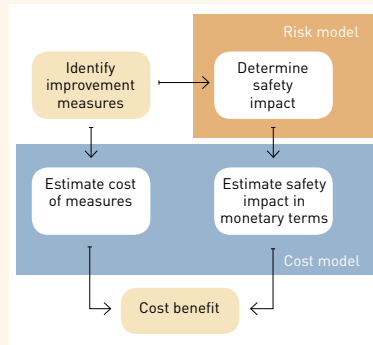 Risk model
Identify
improvement
measures
Determine
safety
impact
Estimate cost
of measures
Estimate safety
impact in
monetary terms
Cost model
Cost benefit